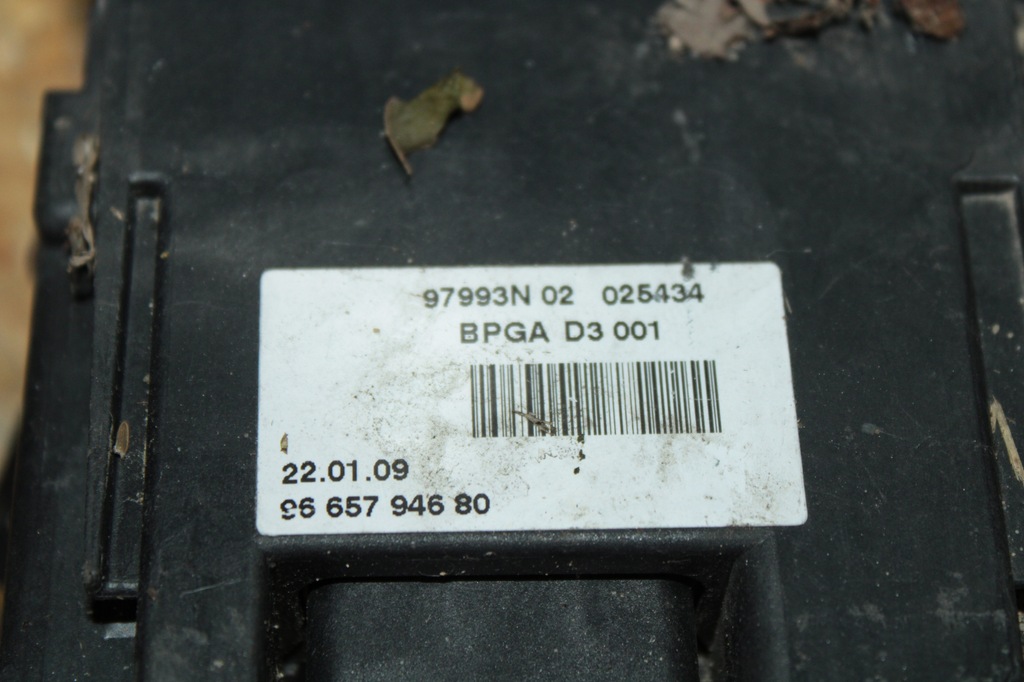 97993N 02 025434
BPGA D3 001
22.01.09
96 657 946 80